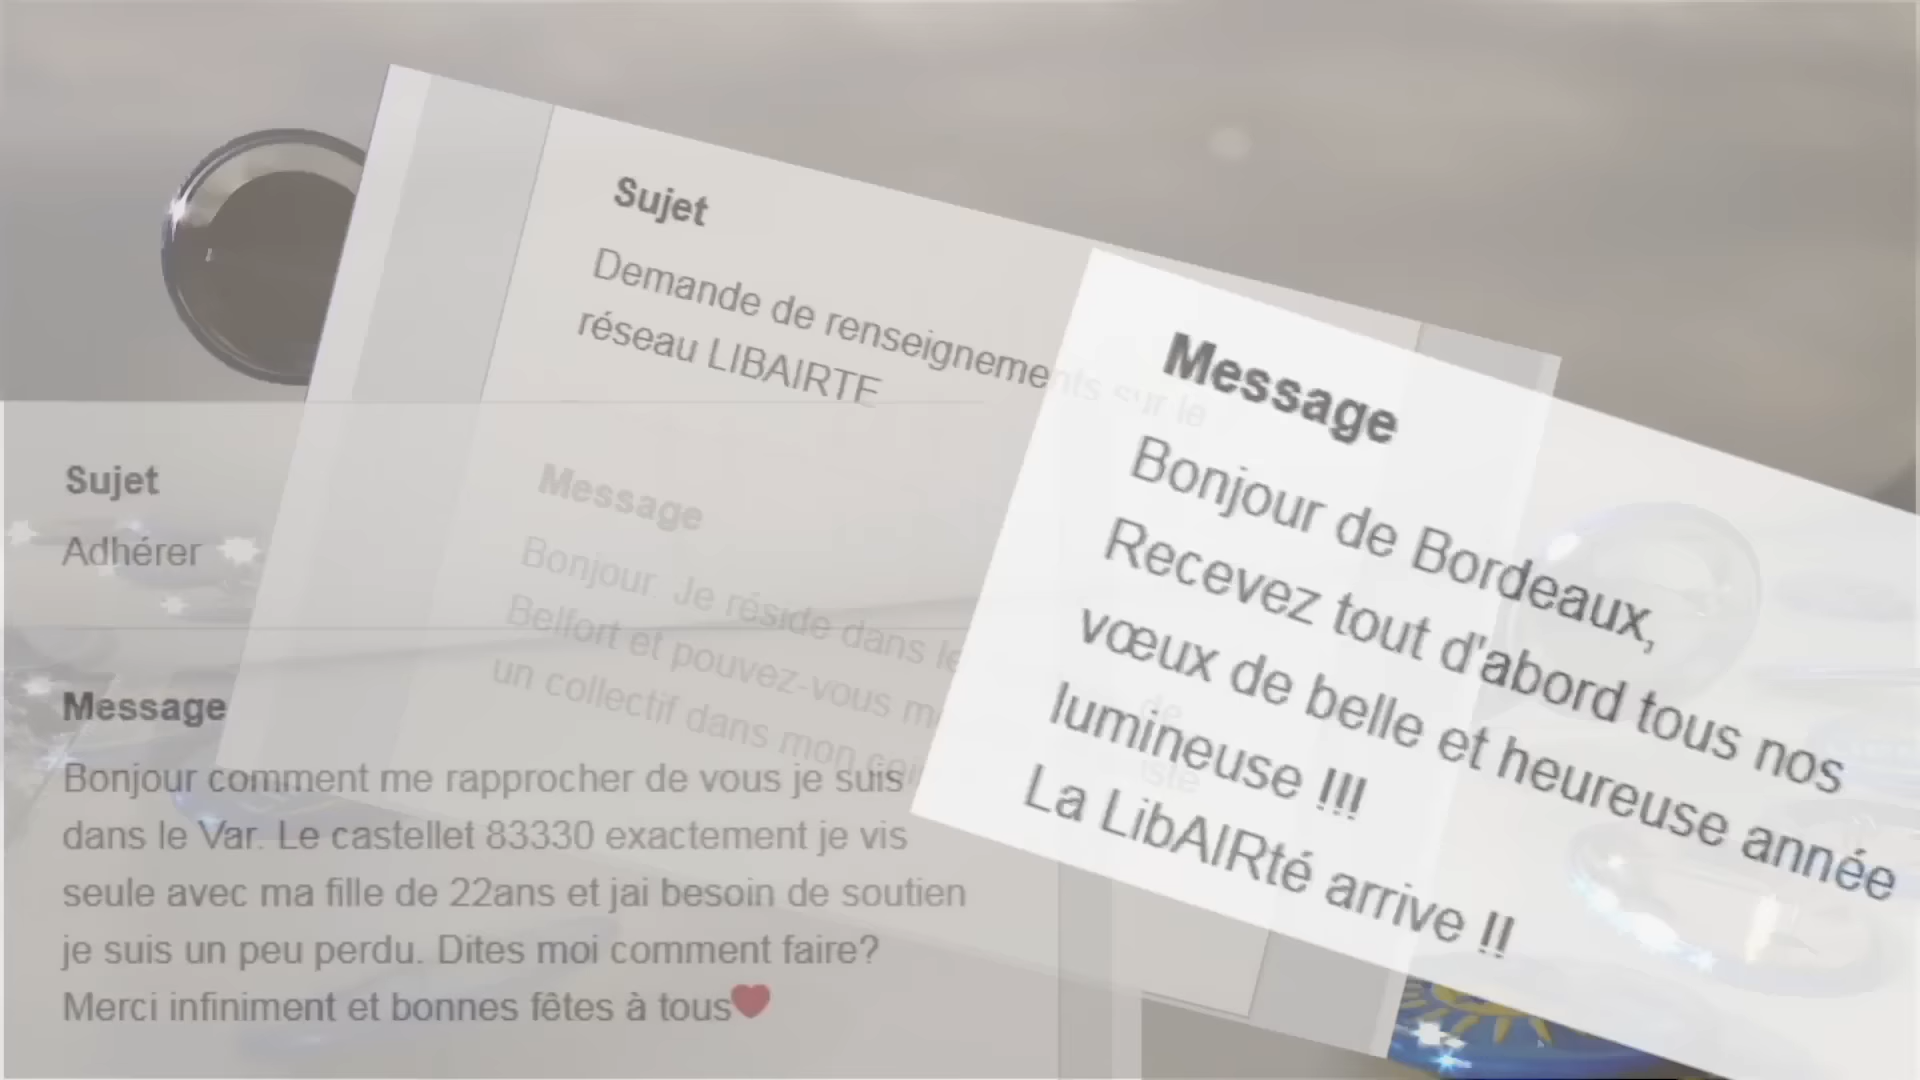 Sujet
Demande de renseignements sur le
réseau LIBAIRTE
Message
Bonjour. Je réside dans le
Belfort et pouvez-vous
un collectif dans mon
de
Message
Bonjour de Bordeaux,
Recevez tout d'abord tous nos
vœux de belle et heureuse année
lumineuse !!!
La LibAIRté arrive !!
Sujet
Adhérer
Message
Bonjour comment me rapprocher de vous je suis
dans le Var. Le castellet 83330 exactement je vis
seule avec ma fille de 22ans et jai besoin de soutien
je suis un peu perdu. Dites moi comment faire?
Merci infiniment et bonnes fêtes à tous❤